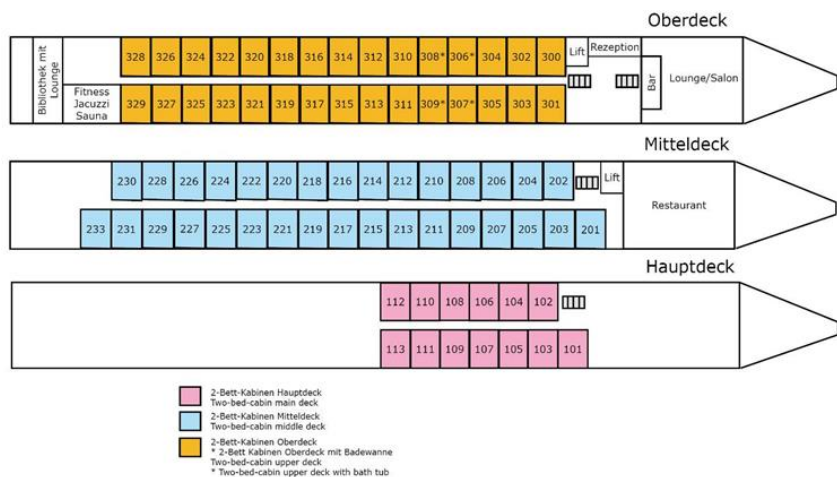 Oberdeck
Bibliothek mit
Lounge
328 326 324 322 320 318 316 314 312 310 308* 306* 304 302 300
Lift
Rezeption
Fitness
Jacuzzi
Sauna
329 327 325 323 321 319 317 315 313 311 309* 307* 305 303 301
Bar
Lounge/Salon
Mitteldeck
230 228 226 224 222 220 218 216 214 212 210 208 206 204 202
Lift
Restaurant
233 231 229 227 225 223 221 219 217 215 213 211 209 207 205 203 201
Hauptdeck
112 110 108 106 104 102
113 111 109 107 105 103 101
2-Bett-Kabinen Hauptdeck
Two-bed-cabin main deck
2-Bett-Kabinen Mitteldeck
Two-bed-cabin middle deck
2-Bett-Kabinen Oberdeck
* 2-Bett Kabinen Oberdeck mit Badewanne
Two-bed-cabin upper deck
* Two-bed-cabin upper deck with bath tub